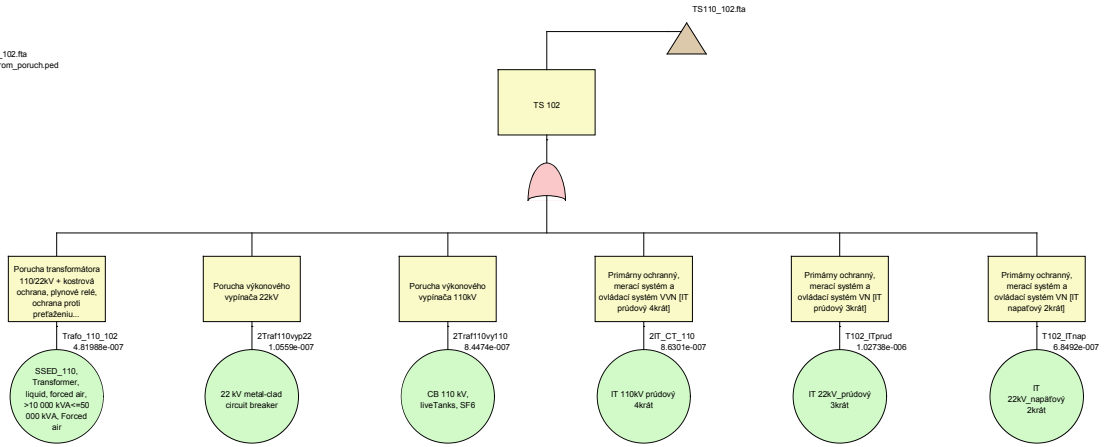 TS110_102.fta
_102.fta
rom_poruch.ped
TS 102
Porucha transformátora
110/22kV + kostrová
ochrana, plynové relé,
ochrana proti
preťaženiu...
Porucha výkonového
vypínača 22kV
Porucha výkonového
vypínača 110kV
Primárny ochranný,
merací systém a
ovládací systém VVN [IT
prúdový 4krát]
Primárny ochranný,
merací systém a
ovládací systém VN [IT
prúdový 3krát]
Primárny ochranný,
merací systém a
ovládací systém VN [IT
napaťový 2krát]
Trafo_110_102
4.81988e-007
2Traf110vyp22
1.0559e-007
2Traf110vy110
8.4474e-007
2IT_CT_110
8.6301e-007
T102_ITprud
1.02738e-006
T102_ITnap
6.8492e-007
SSED_110,
Transformer,
liquid, forced air,
>10 000 kVA<=50
000 kVA, Forced
air
22 kV metal-clad
circuit breaker
CB 110 kV,
liveTanks, SF6
IT 110kV prúdový
4krát
IT 22kV_prúdový
3krát
IT
22kV_napäťový
2krát